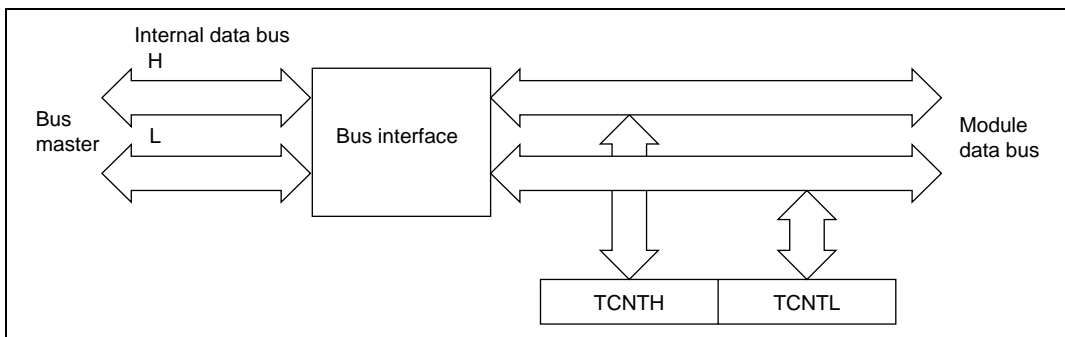 Internal data bus
H
Bus
master
L
Bus interface
Module
data bus
TCNTH
TCNTL